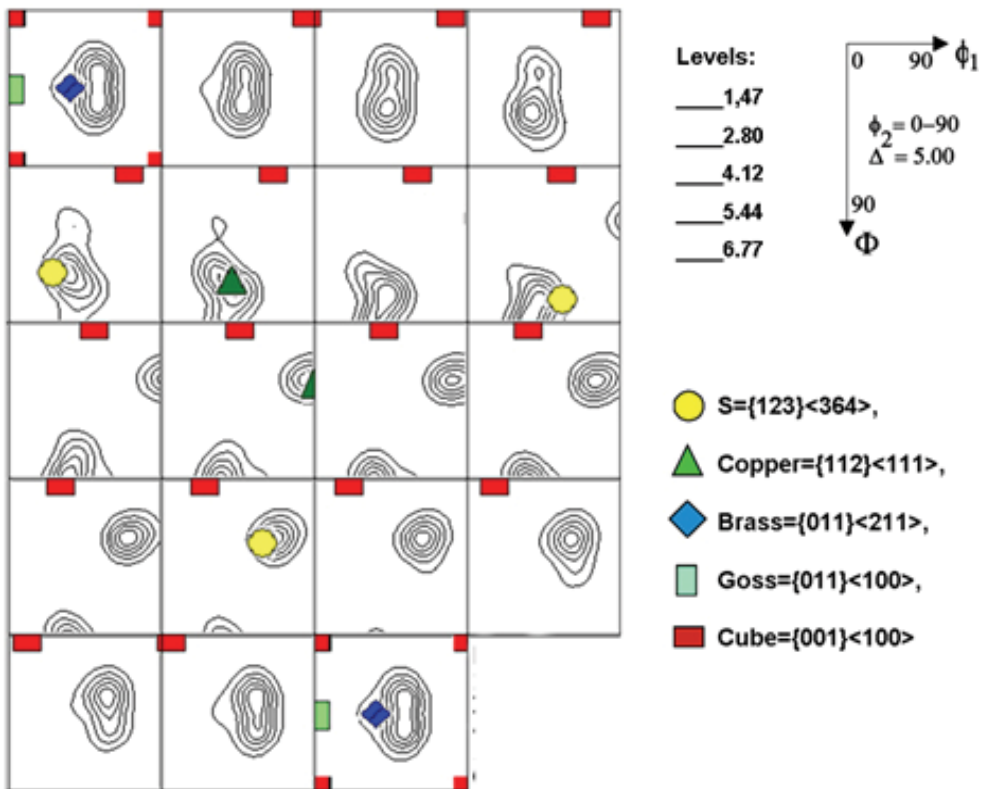 Levels:
1,47
2.80
4.12
5.44
6.77
0 90 ϕ1
ϕ2 = 0–90
Δ = 5.00
90
Φ
S={123}<364>,
Copper={112}<111>,
Brass={011}<211>,
Goss={011}<100>,
Cube={001}<100>